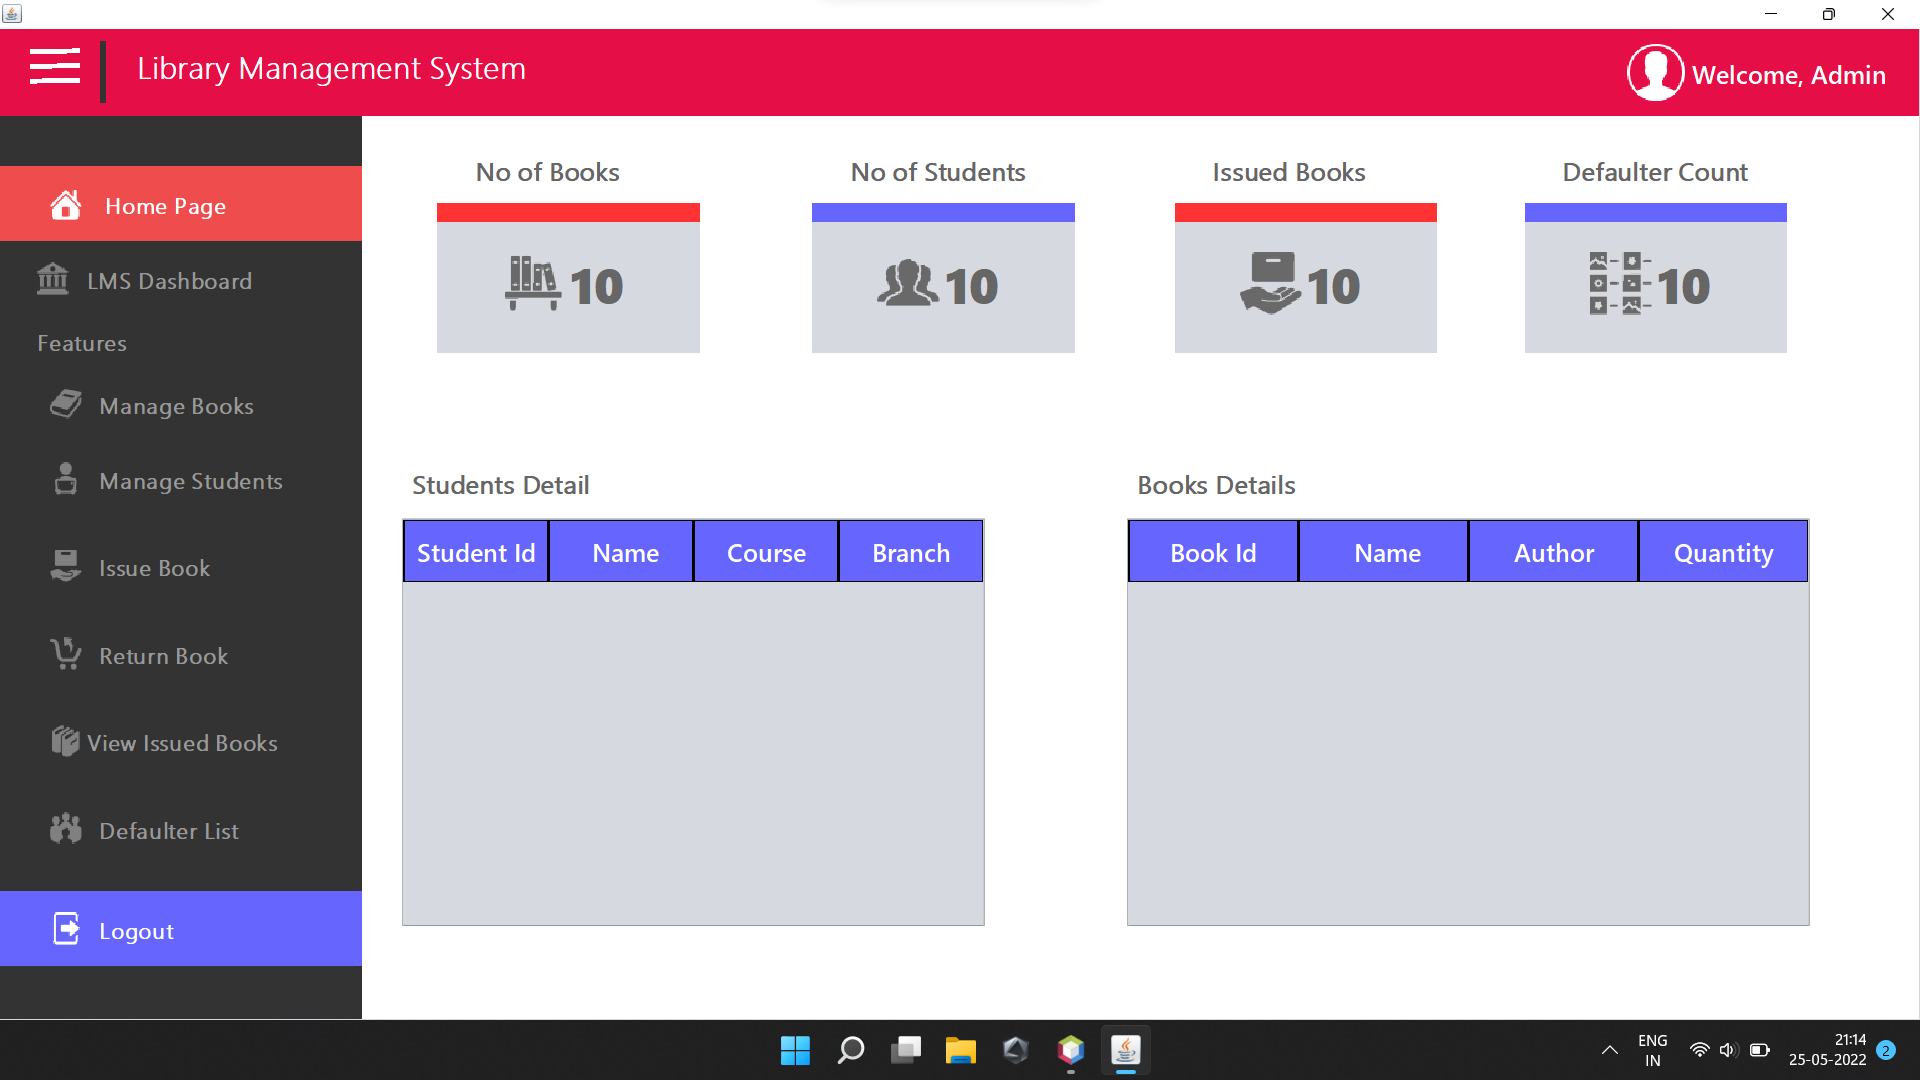 Library Management System
Welcome, Admin
Home Page
LMS Dashboard
Features
Manage Books
Manage Students
Issue Book
Return Book
View Issued Books
Defaulter List
Logout
No of Books
10
No of Students
10
Issued Books
10
Defaulter Count
10
Students Detail
Student Id Name Course Branch
Books Details
Book Id Name Author Quantity
ENG
IN
21:14
25-05-2022
2